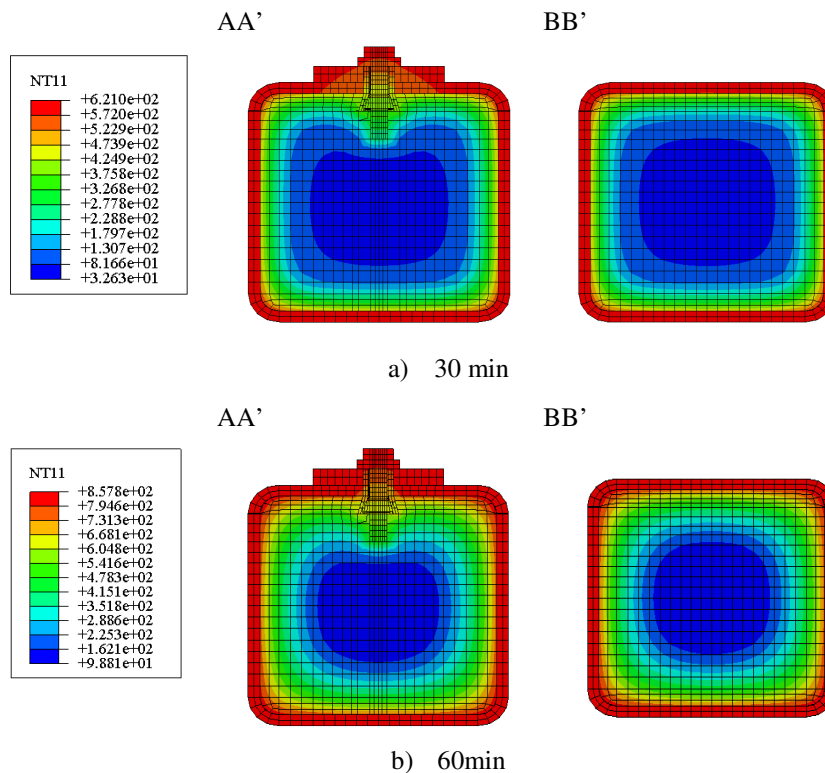 AA’ BB’
NT11
+6.210e+02
+5.720e+02
+5.229e+02
+4.739e+02
+4.249e+02
+3.758e+02
+3.268e+02
+2.778e+02
+2.288e+02
+1.797e+02
+1.307e+02
+8.166e+01
+3.263e+01
a) 30 min
AA’ BB’
NT11
+8.578e+02
+7.946e+02
+7.313e+02
+6.681e+02
+6.048e+02
+5.416e+02
+4.783e+02
+4.151e+02
+3.518e+02
+2.886e+02
+2.253e+02
+1.621e+02
+9.881e+01
b) 60min